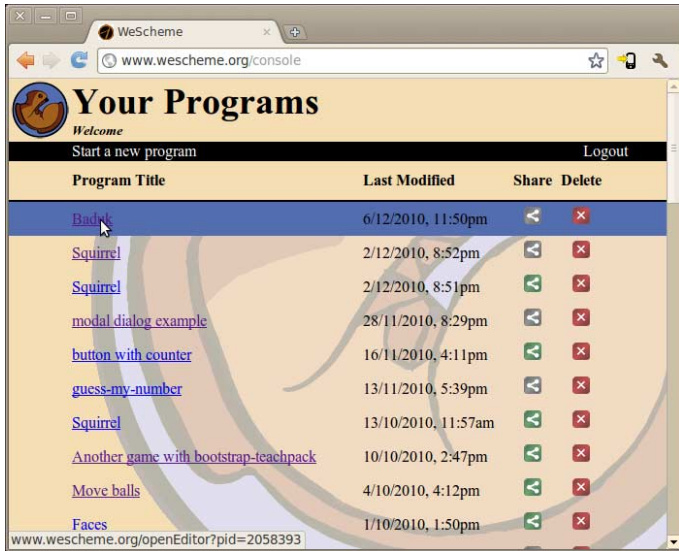 WeScheme
www.wescheme.org/console
Your Programs
Welcome
Start a new program Logout
Program Title Last Modified Share Delete
Baduk 6/12/2010, 11:50pm
Squirrel 2/12/2010, 8:52pm
Squirrel 2/12/2010, 8:51pm
modal dialog example 28/11/2010, 8:29pm
button with counter 16/11/2010, 4:11pm
guess-my-number 13/11/2010, 5:39pm
Squirrel 13/10/2010, 11:57am
Another game with bootstrap-teachpack 10/10/2010, 2:47pm
Move balls 4/10/2010, 4:12pm
Faces 1/10/2010, 1:50pm
www.wescheme.org/openEditor?pid=2058393